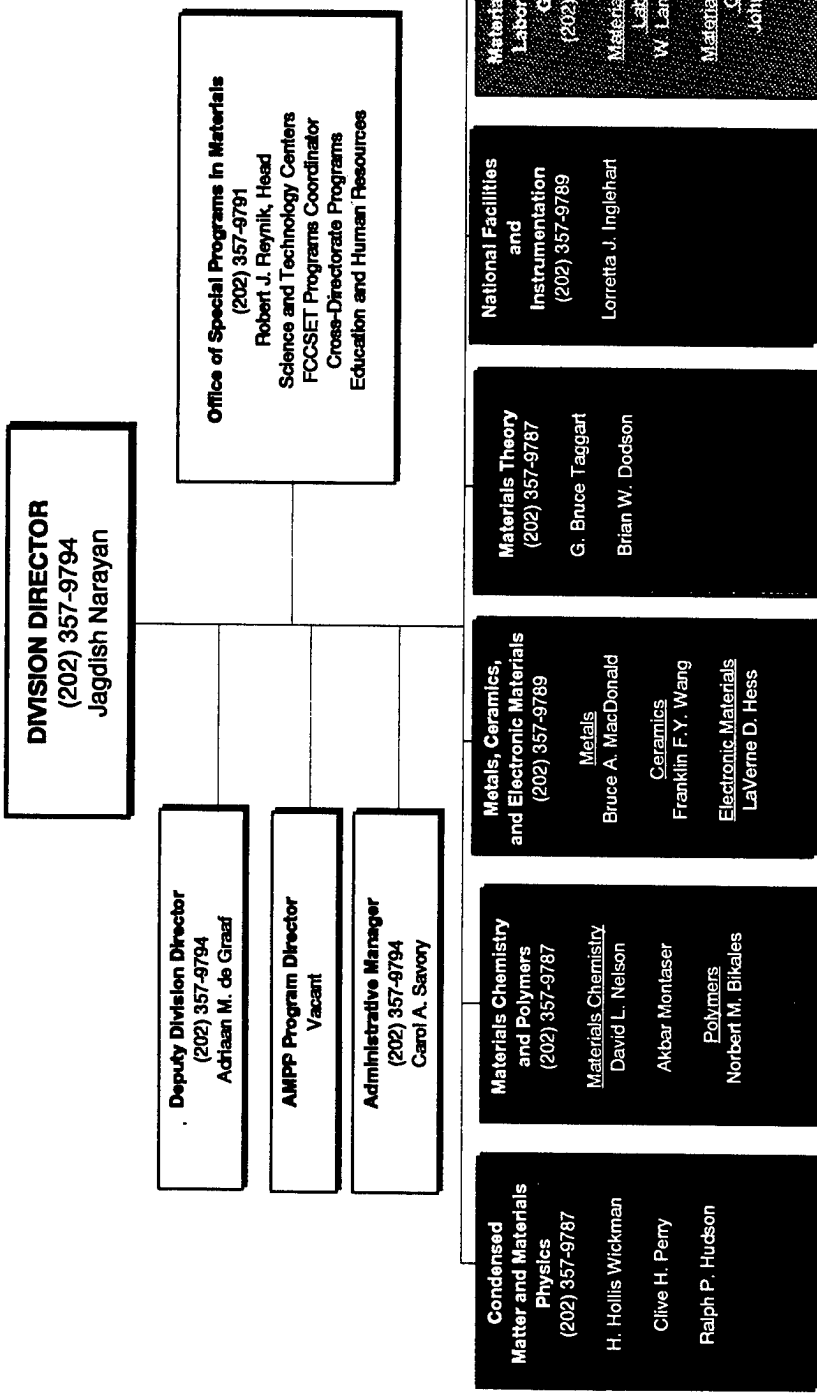 DIVISION DIRECTOR
(202) 357-9794
Jagdish Narayan
Deputy Division Director
(202) 357-9794
Adriaan M. de Graaf
AMPP Program Director
Vacant
Administrative Manager
(202) 357-9794
Carol A. Savory
Office of Special Programs in Materials
(202) 357-9791
Robert J. Reynik, Head
Science and Technology Centers
FCCSET Programs Coordinator
Cross-Directorate Programs
Education and Human Resources
Condensed
Matter and Materials
Physics
(202) 357-9787
H. Hollis Wickman
Clive H. Perry
Ralph P. Hudson
Materials Chemistry
and Polymers
(202) 357-9787
Materials Chemistry
David L. Nelson
Akbar Montaser
Polymers
Norbert M. Bikales
Metals, Ceramics,
and Electronic Materials
(202) 357-9789
Metals
Bruce A. MacDonald
Ceramics
Franklin F.Y. Wang
Electronic Materials
LaVerne D. Hess
Materials Theory
(202) 357-9787
G. Bruce Taggart
Brian W. Dodson
National Facilities
and
Instrumentation
(202) 357-9789
Lorretta J. Inglehart
(202)
W.
John